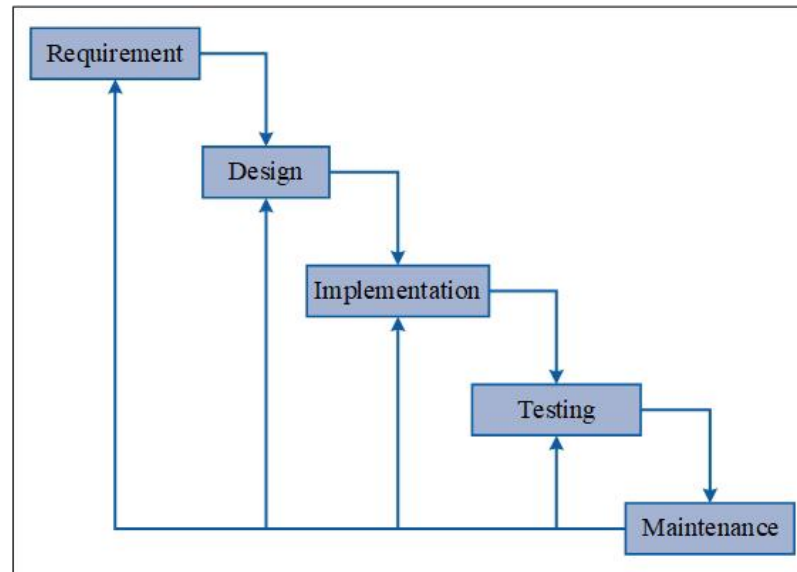 Requirement
Design
Implementation
Testing
Maintenance